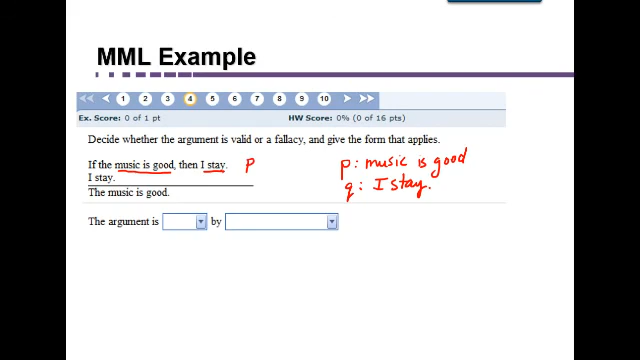 MML Example
1 2 3 4 5 6 7 8 9 10
Ex. Score: 0 of 1 pt HW Score: 0% (0 of 16 pts)
Decide whether the argument is valid or a fallacy, and give the form that applies.
If the music is good, then I stay. P p: music is good
I stay. q: I stay.
The music is good.
The argument is by